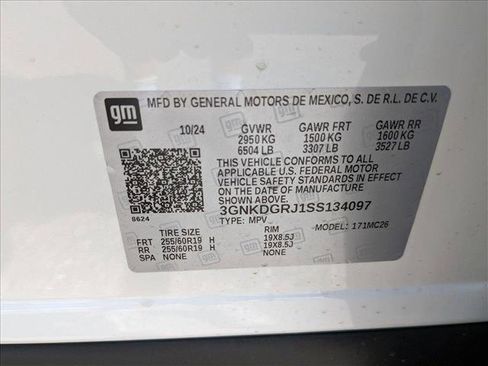 gm
MFD BY GENERAL MOTORS DE MEXICO, S. DE R.L. DE C.V.
10/24 GVWR GAWR FRT GAWR RR
2950 KG 1500 KG 1600 KG
6504 LB 3307 LB 3527 LB
THIS VEHICLE CONFORMS TO ALL
APPLICABLE U.S. FEDERAL MOTOR
VEHICLE SAFETY STANDARDS IN
EFFECT ON THE DATE OF
MANUFACTURE SHOWN ABOVE.
3GNKDGRJ1SS134097
8624 TYPE: MPV MODEL: 171MC26
TIRE SIZE RIM
FRT 255/60R19 H 19X8.5J
RR 255/60R19 H 19X8.5J
SPA NONE NONE